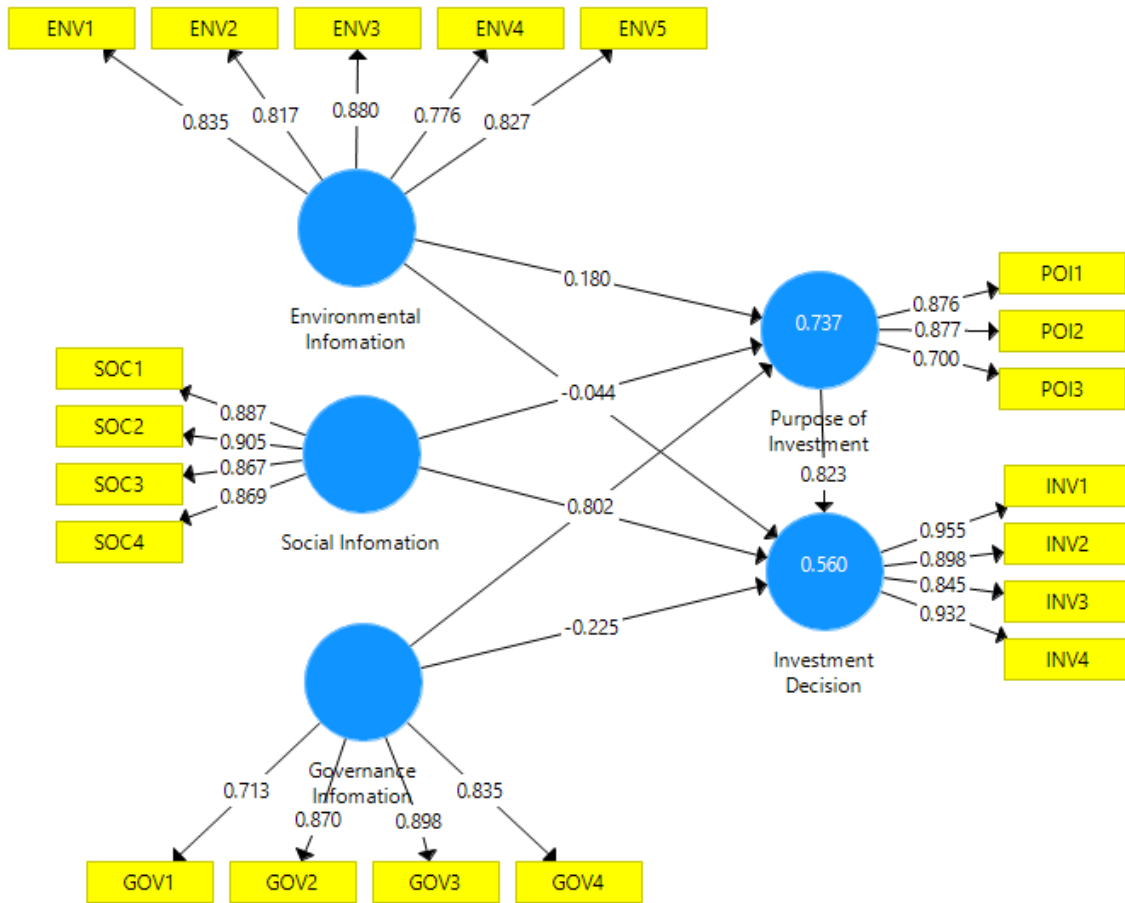 ENV1
ENV2
ENV3
ENV4
ENV5
0.835
0.817
0.880
0.776
0.827
Environmental
Infomation
0.180
0.737
0.876
0.877
0.700
POI1
POI2
POI3
SOC1
SOC2
SOC3
SOC4
0.887
0.905
0.867
0.869
Social Infomation
-0.044
Purpose of
Investment
0.823
0.802
0.560
0.955
0.898
0.845
0.932
INV1
INV2
INV3
INV4
-0.225
Investment
Decision
Governance
Infomation
0.713
0.870
0.898
0.835
GOV1
GOV2
GOV3
GOV4